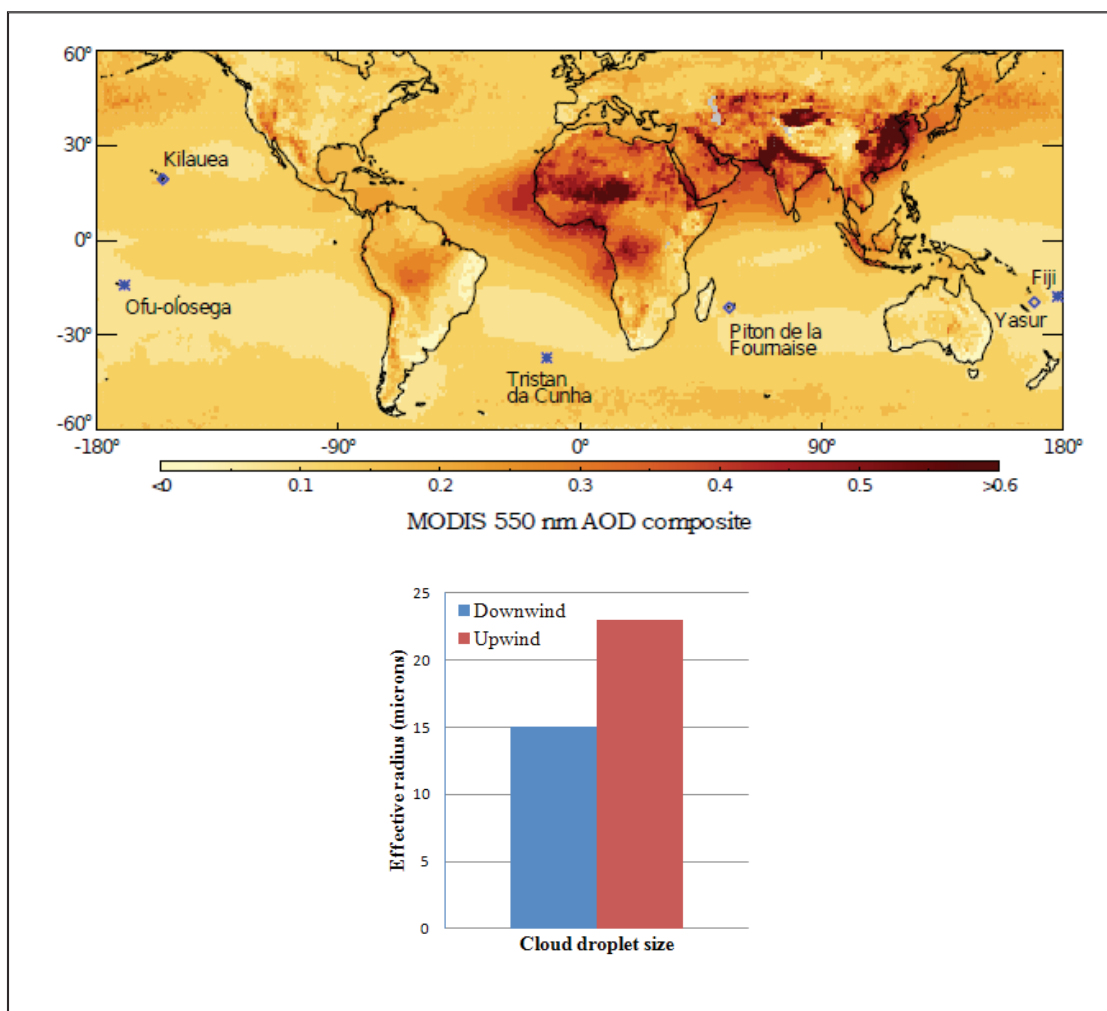 60°
30°
0°
-30°
-60°
Kilauea
Ofu-olosega
Tristan
da Cunha
Piton de la
Fournaise
Fiji
Yasur
-180° -90° 0° 90° 180°
<0 0.1 0.2 0.3 0.4 0.5 >0.6
MODIS 550 nm AOD composite
Effective radius (microns)
25
20
15
10
5
0
Downwind
Upwind
Cloud droplet size